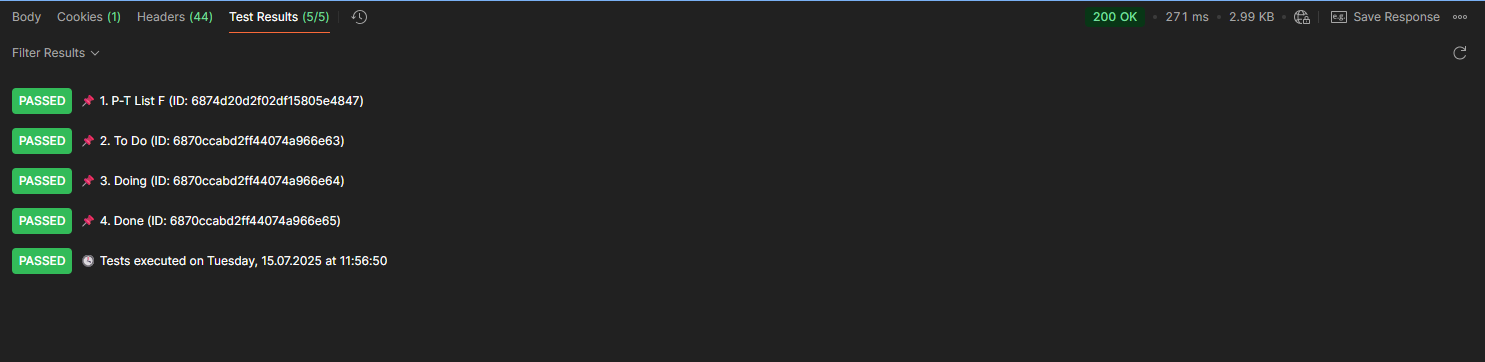 Body Cookies (1) Headers (44) Test Results (5/5) 200 OK • 271 ms • 2.99 KB e.g. Save Response
Filter Results
PASSED 📌 1. P-T List F (ID: 6874d20d2f02df15805e4847)
PASSED 📌 2. To Do (ID: 6870ccabd2ff44074a966e63)
PASSED 📌 3. Doing (ID: 6870ccabd2ff44074a966e64)
PASSED 📌 4. Done (ID: 6870ccabd2ff44074a966e65)
PASSED 🕓 Tests executed on Tuesday, 15.07.2025 at 11:56:50